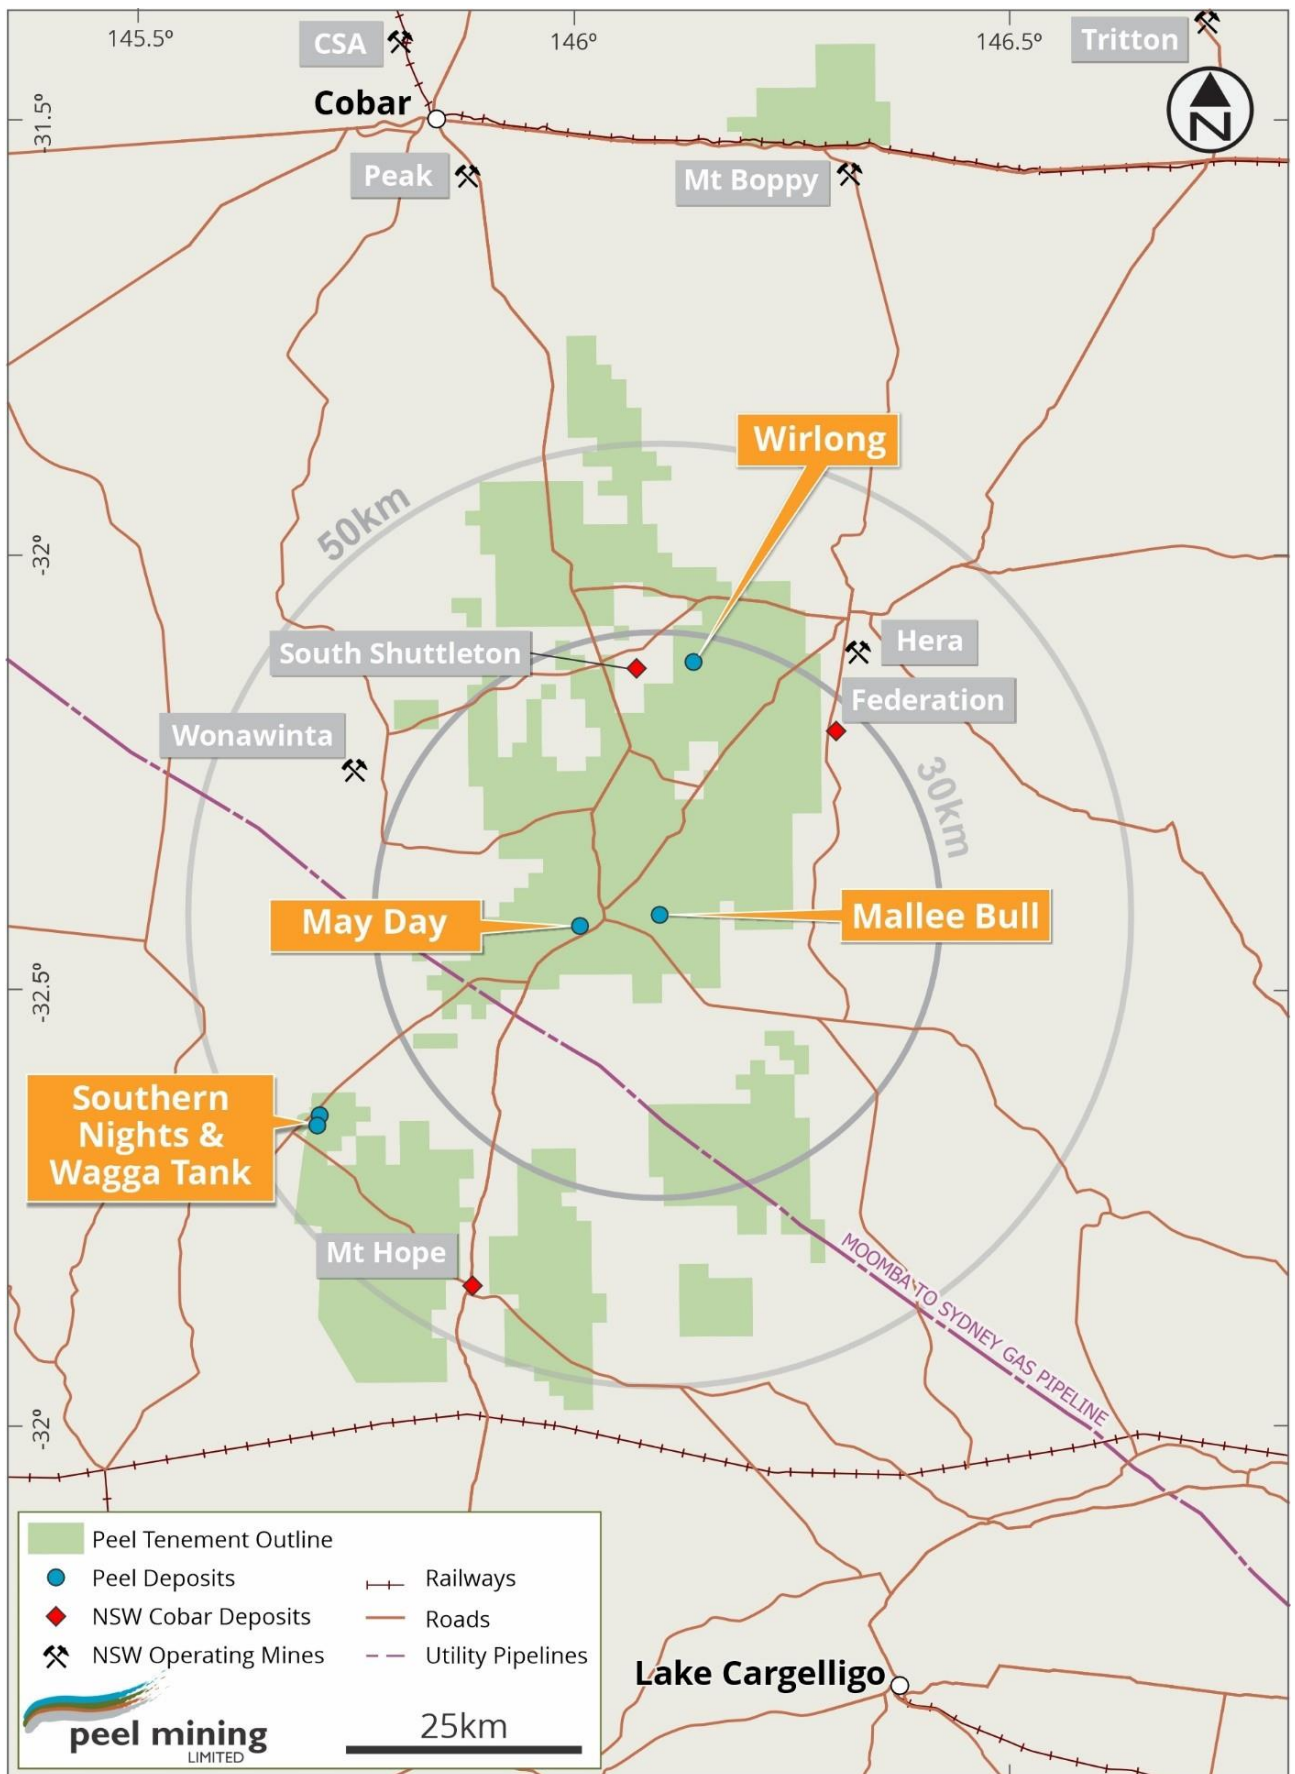 145.5º
146º
146.5º
CSA
Tritton
Cobar
N
-31.5º
Peak
Mt Boppy
Wirlong
50km
-32º
South Shuttleton
Hera
Federation
Wonawinta
30km
May Day
Mallee Bull
-32.5º
Southern
Nights &
Wagga Tank
Mt Hope
MOOMBA TO SYDNEY GAS PIPELINE
-32º
Peel Tenement Outline
Peel Deposits
Railways
NSW Cobar Deposits
Roads
NSW Operating Mines
Utility Pipelines
peel mining
LIMITED
25km
Lake Cargelligo